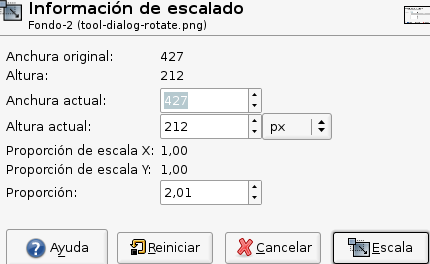 Información de escalado
Fondo-2 (tool-dialog-rotate.png)
Anchura original: 427
Altura: 212
Anchura actual: 427
Altura actual: 212 px
Proporción de escala X: 1,00
Proporción de escala Y: 1,00
Proporción: 2,01
Ayuda Reiniciar Cancelar Escala